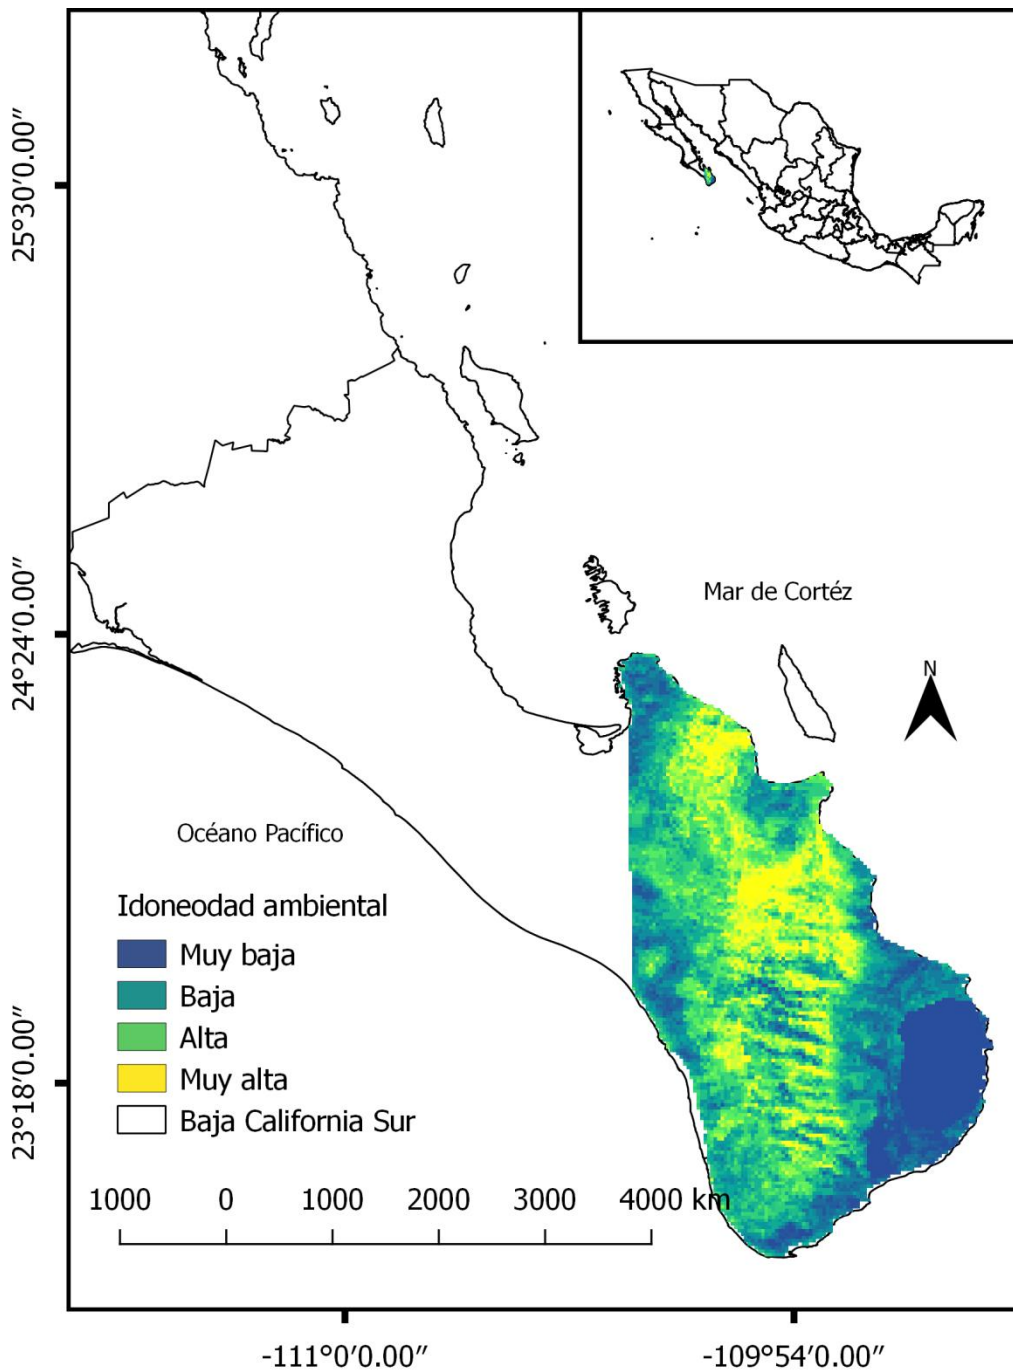 25°30′0.00″
24°24′0.00″
Mar de Cortéz
N
Océano Pacífico
Idoneodad ambiental
Muy baja
Baja
Alta
Muy alta
Baja California Sur
23°18′0.00″
1000 0 1000 2000 3000 4000 km
-111°0′0.00″ -109°54′0.00″